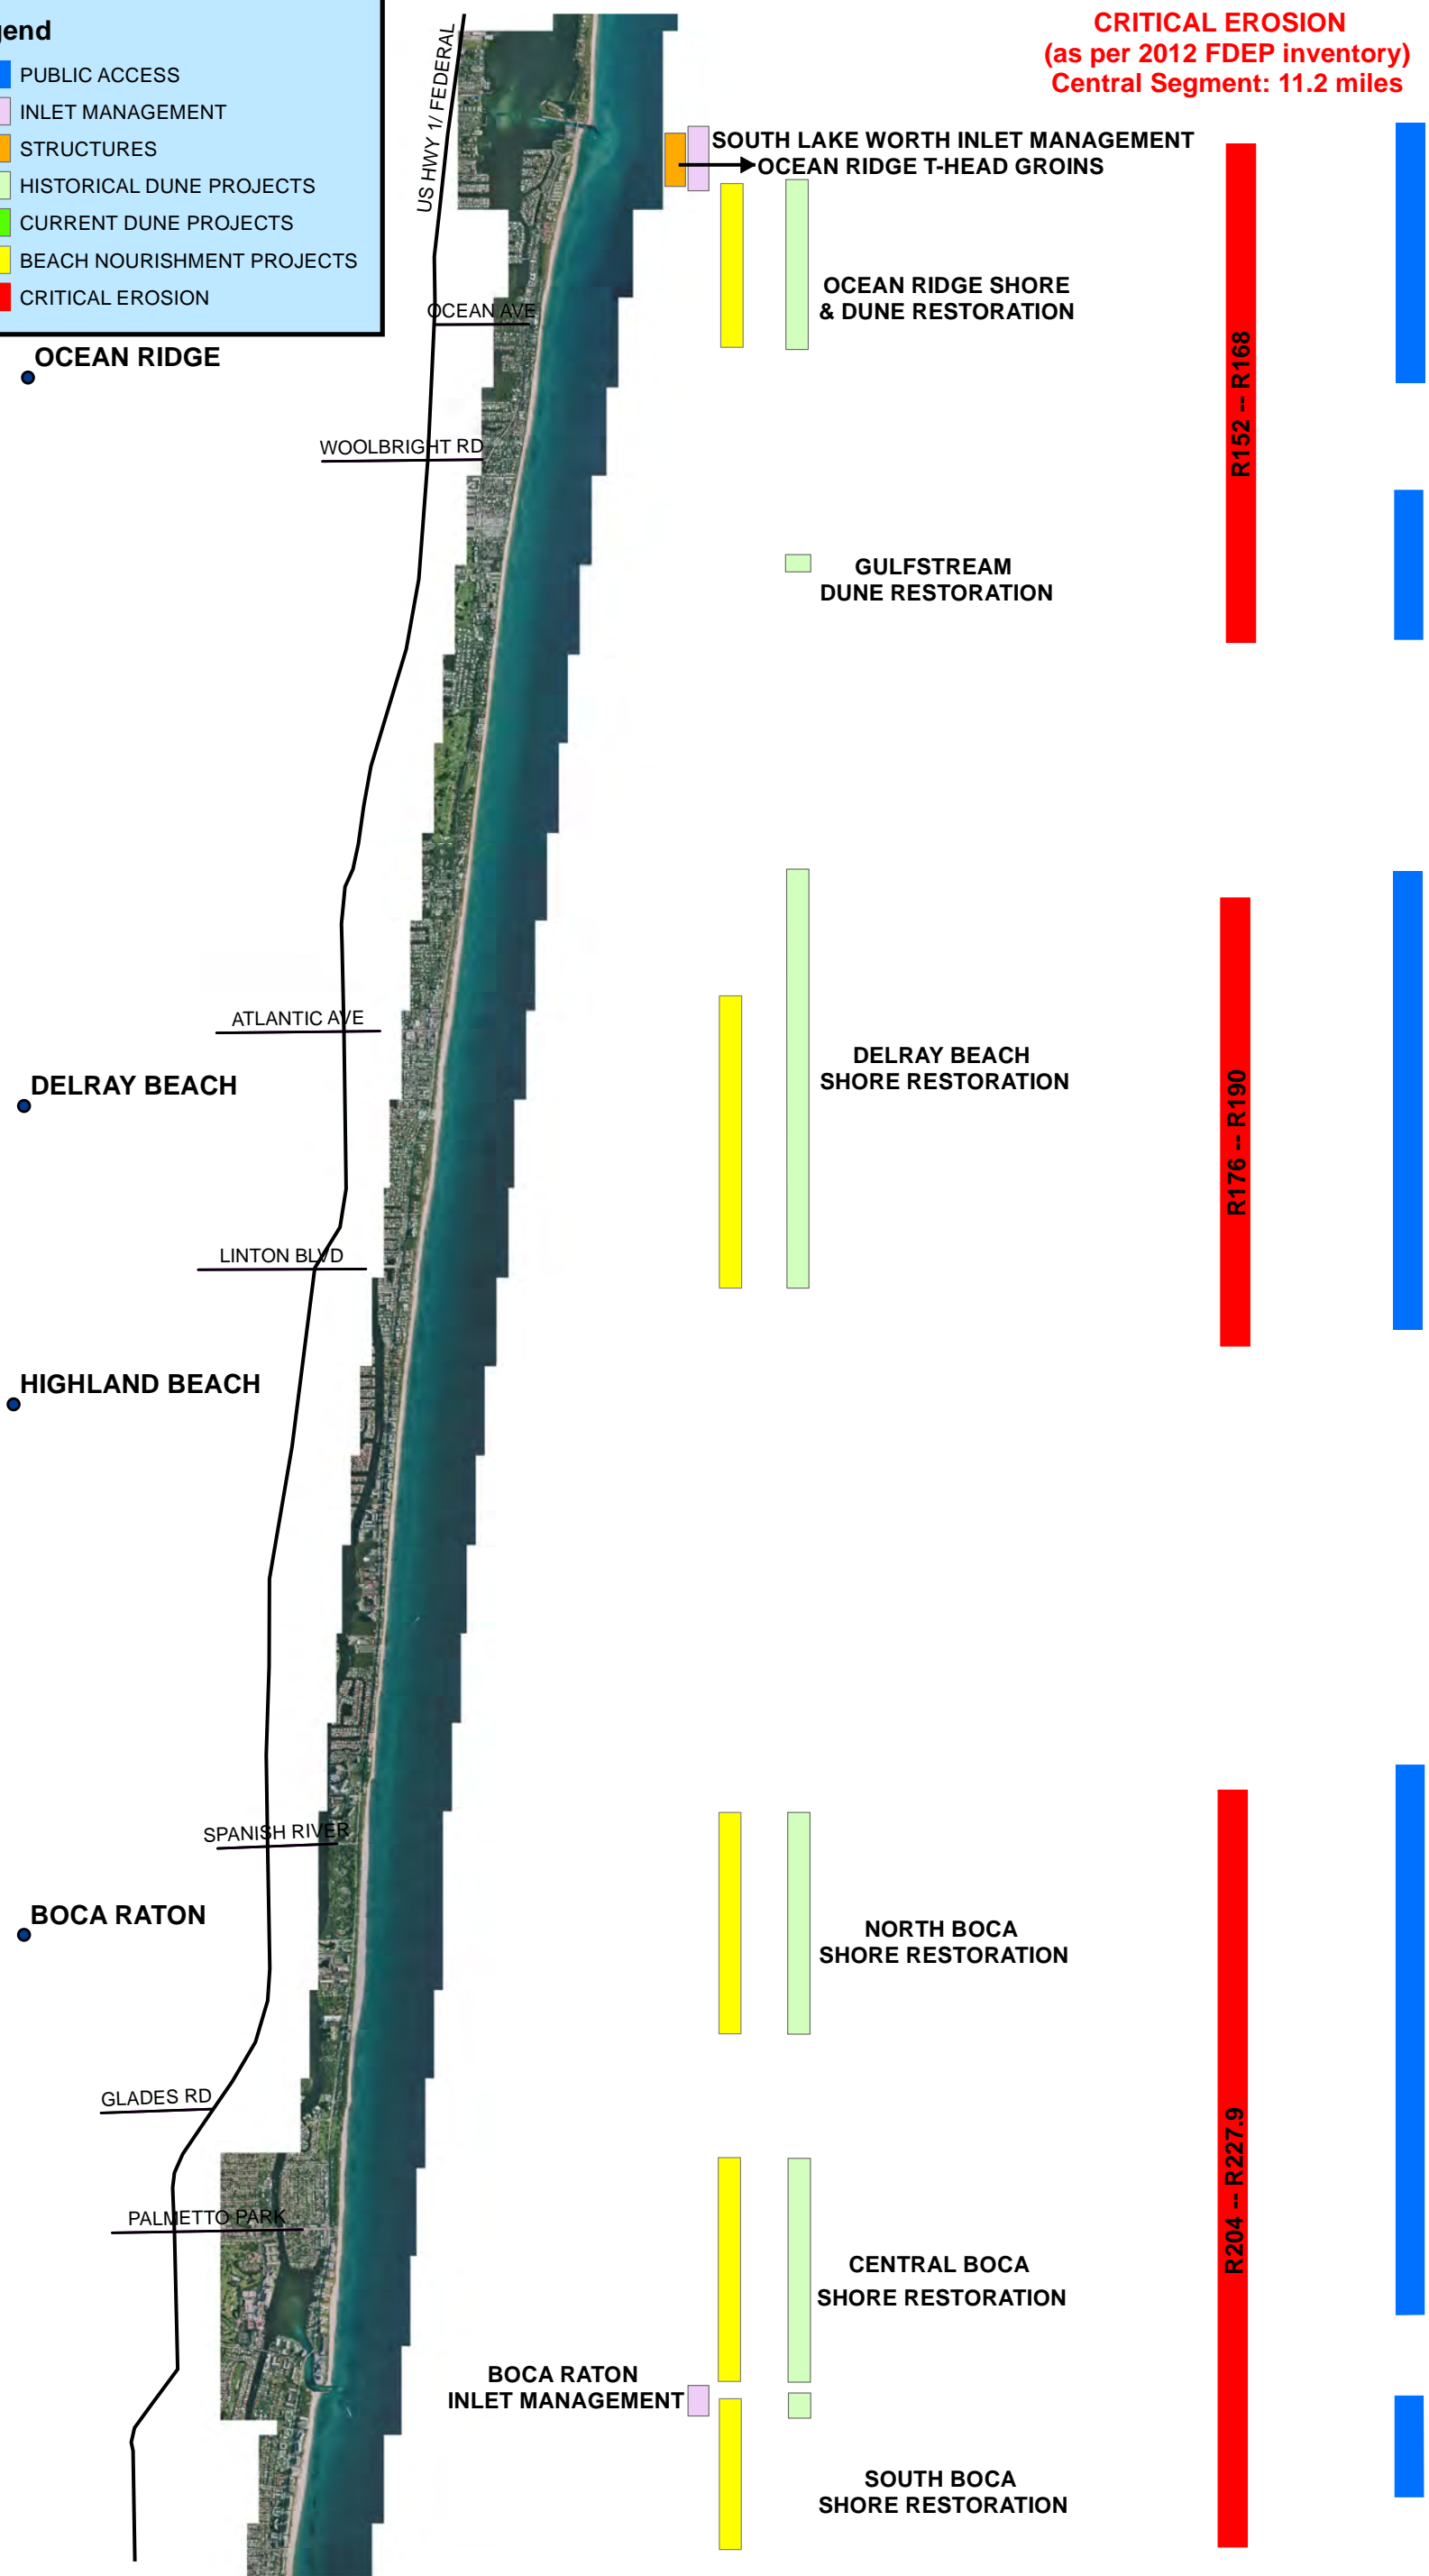 PUBLIC ACCESS
INLET MANAGEMENT
STRUCTURES
HISTORICAL DUNE PROJECTS
CURRENT DUNE PROJECTS
BEACH NOURISHMENT PROJECTS
CRITICAL EROSION
US HWY 1/ FEDERAL
CRITICAL EROSION
(as per 2012 FDEP inventory)
Central Segment: 11.2 miles
SOUTH LAKE WORTH INLET MANAGEMENT
OCEAN RIDGE T-HEAD GROINS
OCEAN RIDGE SHORE
& DUNE RESTORATION
OCEAN AVE
OCEAN RIDGE
R152 -- R168
WOOLBRIGHT RD
GULFSTREAM
DUNE RESTORATION
ATLANTIC AVE
DELRAY BEACH
SHORE RESTORATION
DELRAY BEACH
R176 -- R190
LINTON BLVD
HIGHLAND BEACH
SPANISH RIVER
BOCA RATON
NORTH BOCA
SHORE RESTORATION
GLADES RD
R204 -- R227.9
PALMETTO PARK
CENTRAL BOCA
SHORE RESTORATION
BOCA RATON
INLET MANAGEMENT
SOUTH BOCA
SHORE RESTORATION